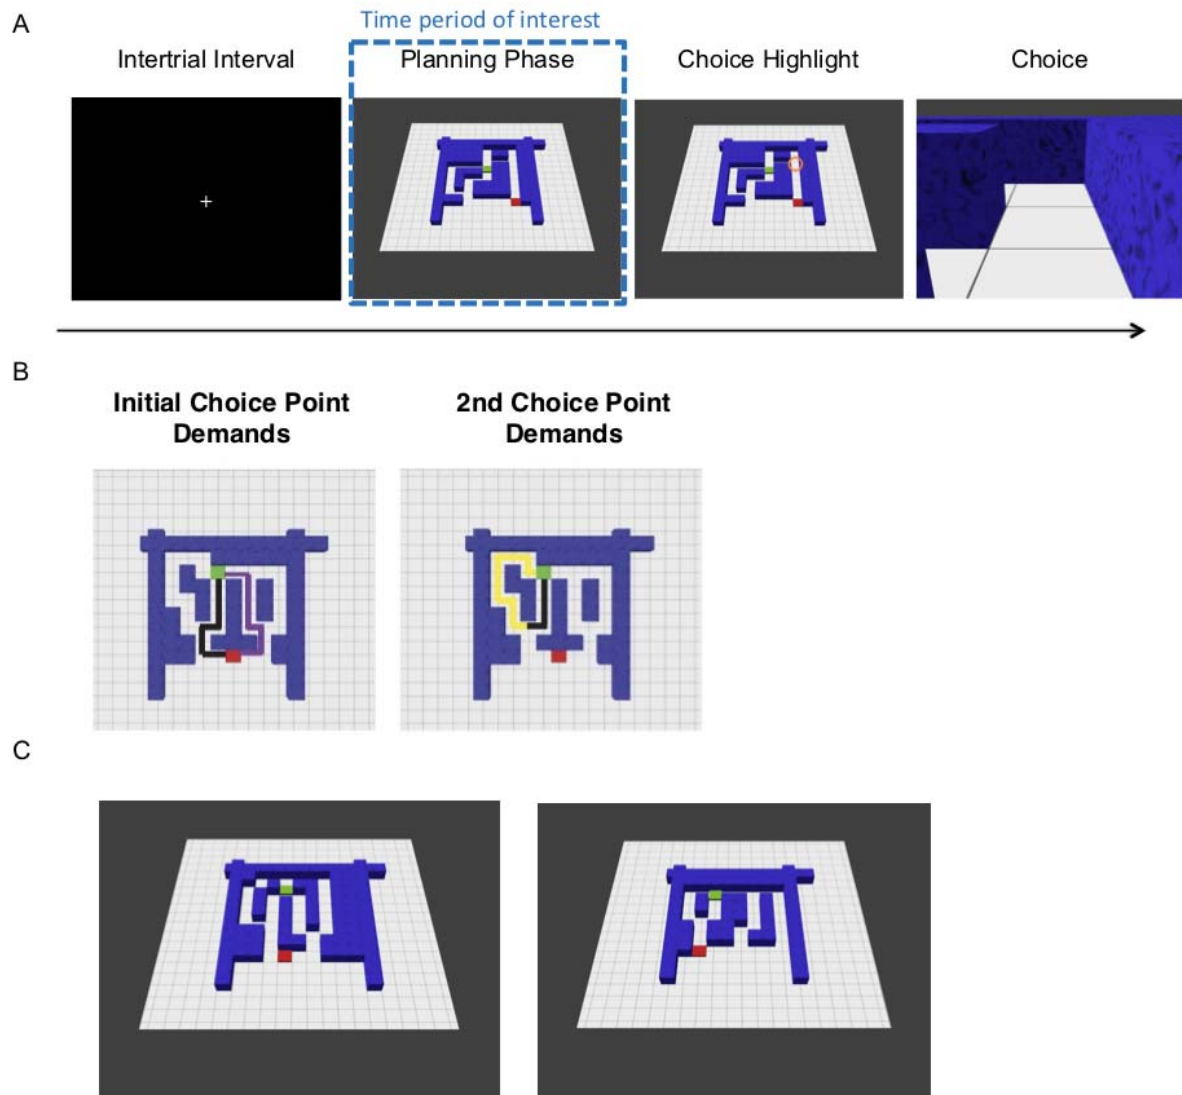 A
Time period of interest
Intertrial Interval
Planning Phase
Choice Highlight
Choice
B
Initial Choice Point
Demands
2nd Choice Point
Demands
C